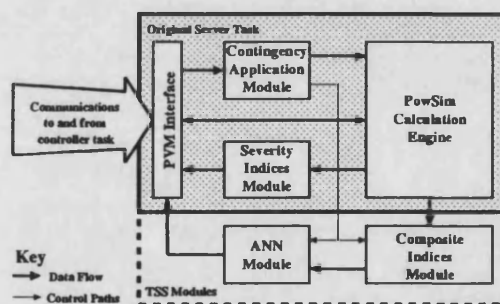 Original Server Task
Contingency
Application
Module
PowSim
Calculation
Engine
Communications
to and from
controller task
PVM Interface
Severity
Indices
Module
ANN
Module
Composite
Indices
Module
Key
Data Flow
Control Paths
TSS Modules